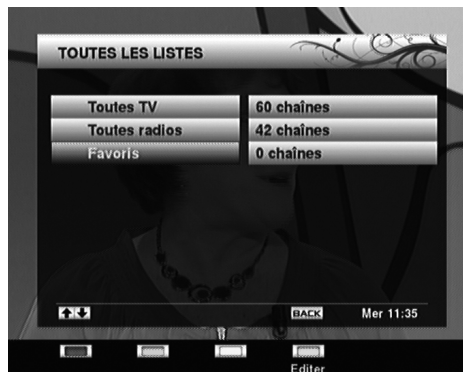 TOUTES LES LISTES
Toutes TV 60 chaînes
Toutes radios 42 chaînes
Favoris 0 chaînes
BACK Mer 11:35
Editer